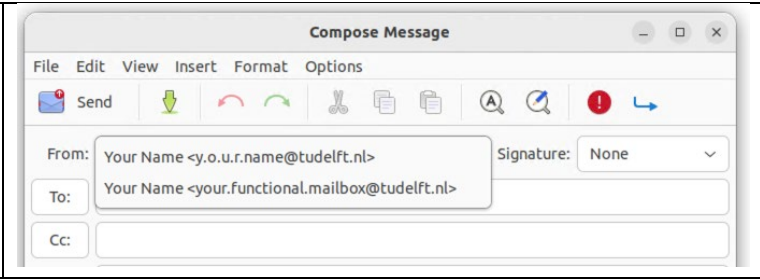 Compose Message
File Edit View Insert Format Options
Send
From: Your Name <y.o.u.r.name@tudelft.nl> Signature: None
Your Name <your.functional.mailbox@tudelft.nl>
To:
Cc: